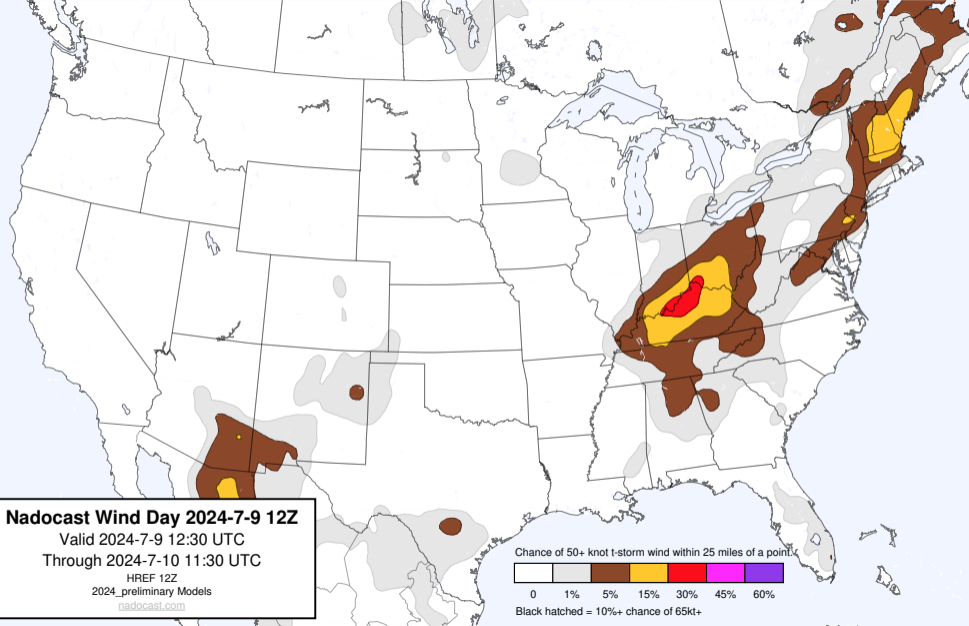 Nadocast Wind Day 2024-7-9 12Z
Valid 2024-7-9 12:30 UTC
Through 2024-7-10 11:30 UTC
HREF 12Z
2024_preliminary Models
nadocast.com
Chance of 50+ knot t-storm wind within 25 miles of a point.
0 1% 5% 15% 30% 45% 60%
Black hatched = 10%+ chance of 65kt+